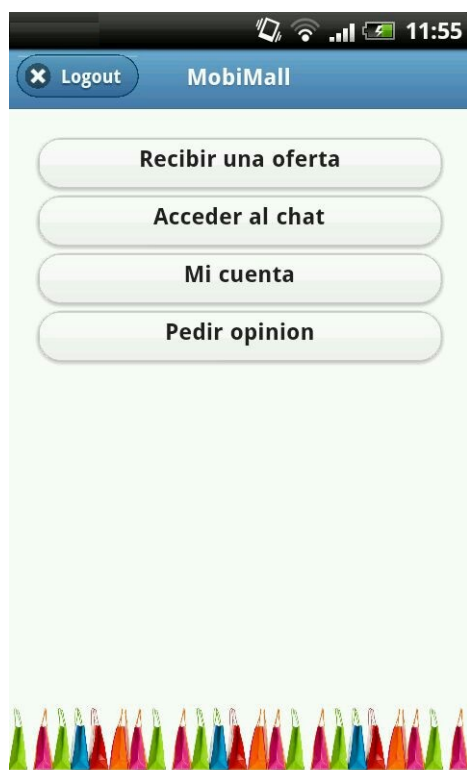 11:55
Logout
MobiMall
Recibir una oferta
Acceder al chat
Mi cuenta
Pedir opinion